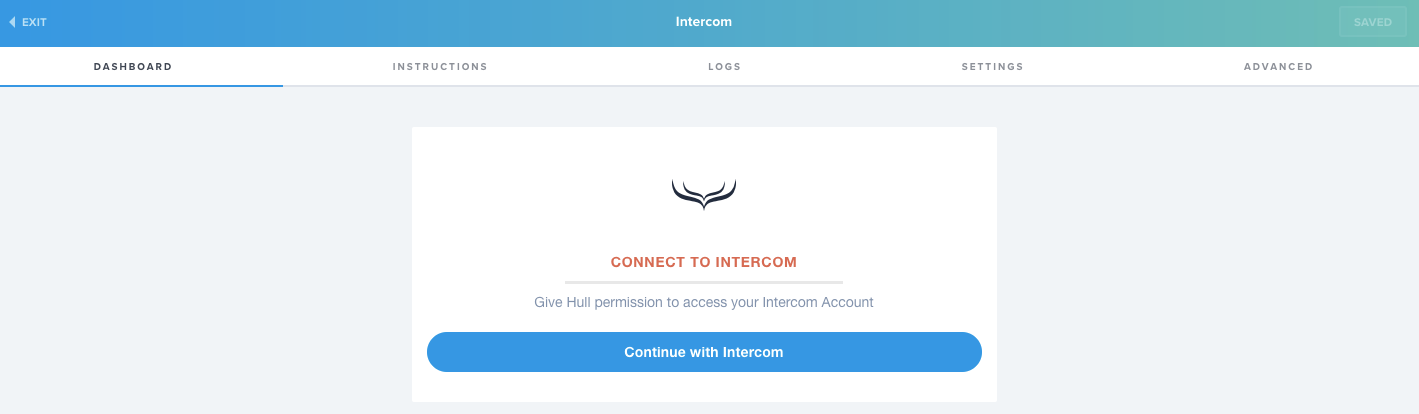 EXIT
Intercom
SAVED
DASHBOARD
INSTRUCTIONS
LOGS
SETTINGS
ADVANCED
CONNECT TO INTERCOM
Give Hull permission to access your Intercom Account
Continue with Intercom